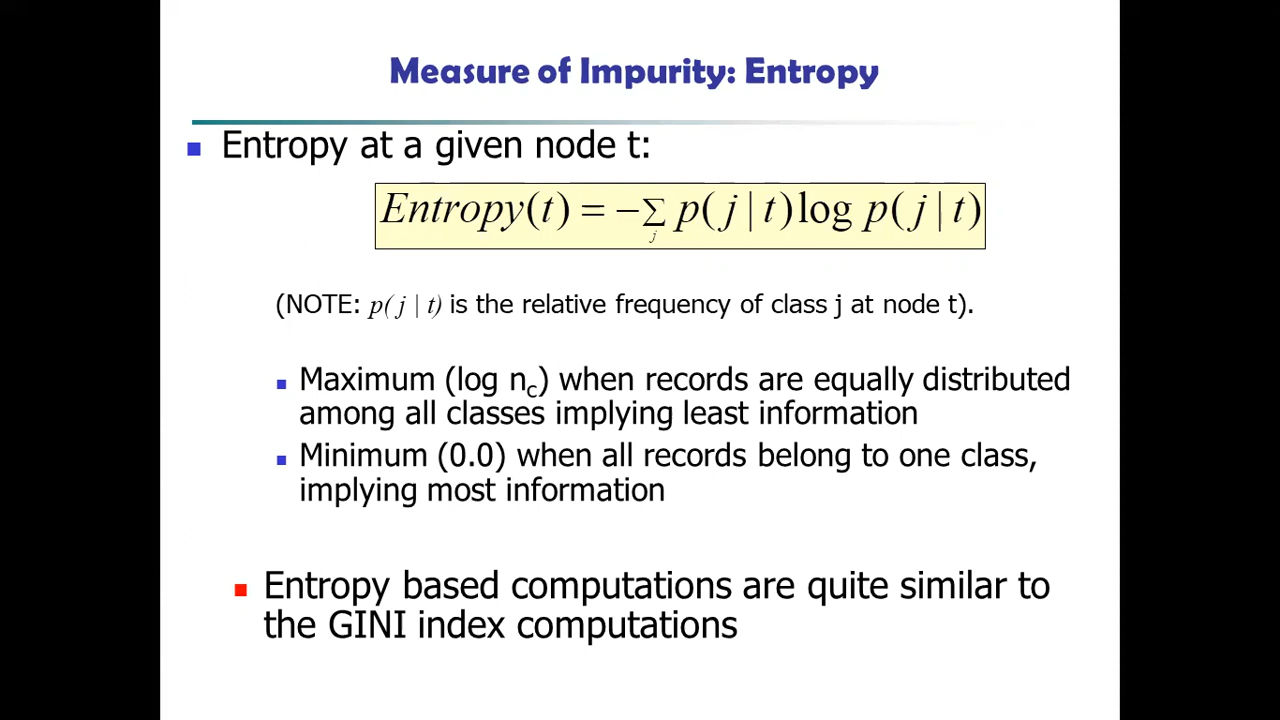 Measure of Impurity: Entropy
Entropy at a given node t:
Entropy(t) = −∑ p(j | t) log p(j | t)
j
(NOTE: p( j | t) is the relative frequency of class j at node t).
Maximum (log nc) when records are equally distributed
among all classes implying least information
Minimum (0.0) when all records belong to one class,
implying most information
Entropy based computations are quite similar to
the GINI index computations